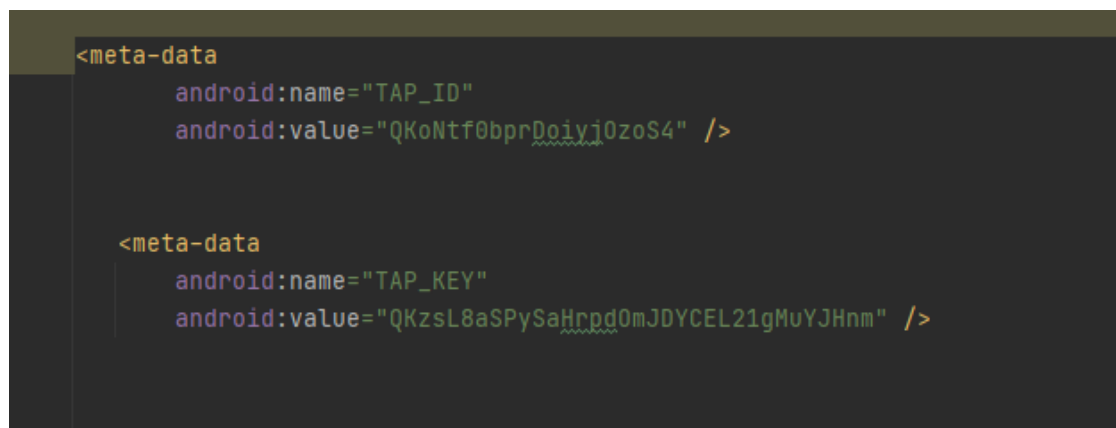 <meta-data
android:name="TAP_ID"
android:value="QKoNtf0bprDoiyjOzoS4" />
<meta-data
android:name="TAP_KEY"
android:value="QKzsL8aSPySaHrpdOmJDYCEL21gMuYJHnm" />